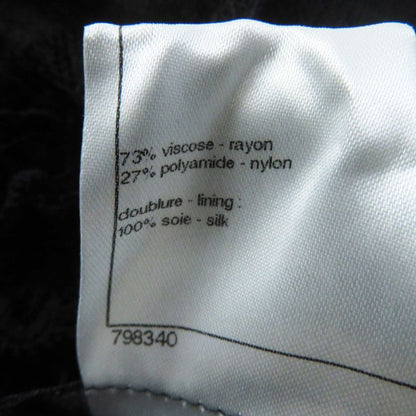 73% viscose - rayon
27% polyamide - nylon
doublure - lining :
100% soie - silk
798340